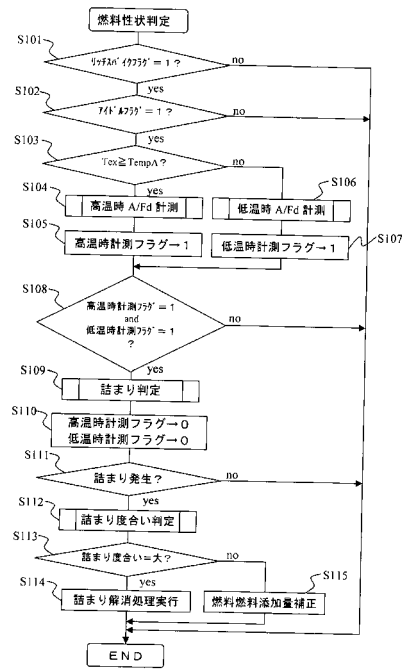 燃料性状判定
S101
ﾘｯﾁｽﾊﾟｲｸﾌﾗｸﾞ=1?
no
yes
S102
ｱｲﾄﾞﾙﾌﾗｸﾞ=1?
no
yes
S103
Tex≧TempA?
no
yes
S104
高温時 A/Fd 計測
S106
低温時 A/Fd 計測
S105
高温時計測フラグ→1
低温時計測フラグ→1
S107
S108
高温時計測ﾌﾗｸﾞ=1
and
低温時計測ﾌﾗｸﾞ=1
?
no
yes
S109
詰まり判定
S110
高温時計測フラグ→0
低温時計測フラグ→0
S111
詰まり発生?
no
yes
S112
詰まり度合い判定
S113
詰まり度合い=大?
no
yes
S114
詰まり解消処理実行
S115
燃料燃料添加量補正
END